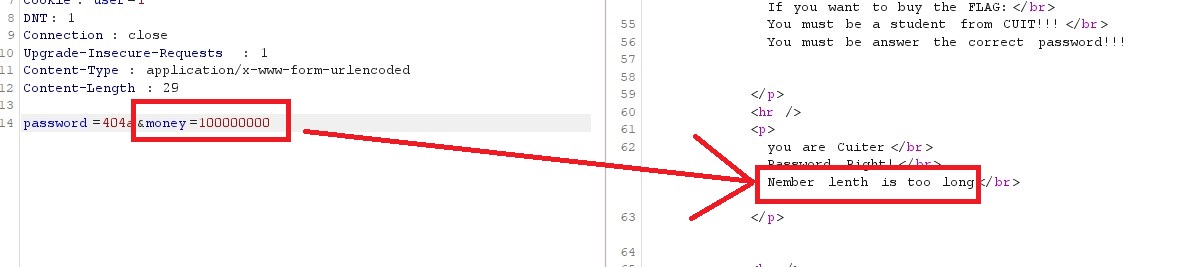 7 Cookie : user=1
8 DNT: 1
9 Connection : close
10 Upgrade-Insecure-Requests : 1
11 Content-Type : application/x-www-form-urlencoded
12 Content-Length : 29
13
14 password =404a&money=100000000
If you want to buy the FLAG:</br>
55 You must be a student from CUIT!!!</br>
56 You must be answer the correct password!!!
57
58
59 </p>
60 <hr />
61 <p>
62 you are Cuiter</br>
Password Right!</br>
Nember lenth is too long</br>
63 </p>
64